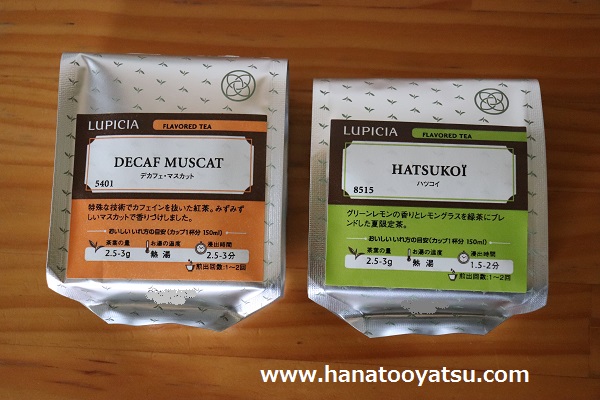 LUPICIA FLAVORED TEA
DECAF MUSCAT
デカフェ・マスカット
5401
特殊な技術でカフェインを抜いた紅茶。みずみず
しいマスカットで香りづけしました。
おいしいいれ方の目安(カップ1杯分 150ml)
茶葉の量 お湯の温度 浸出時間
2.5-3g 熱湯 2.5-3分
煎出回数:1〜2回
LUPICIA FLAVORED TEA
HATSUKOÏ
ハツコイ
8515
グリーンレモンの香りとレモングラスを緑茶にブレ
ンドした夏限定茶。
おいしいいれ方の目安(カップ1杯分 150ml)
茶葉の量 お湯の温度 浸出時間
2.5-3g 熱湯 1.5-2分
煎出回数:1〜2回
www.hanatooyatsu.com